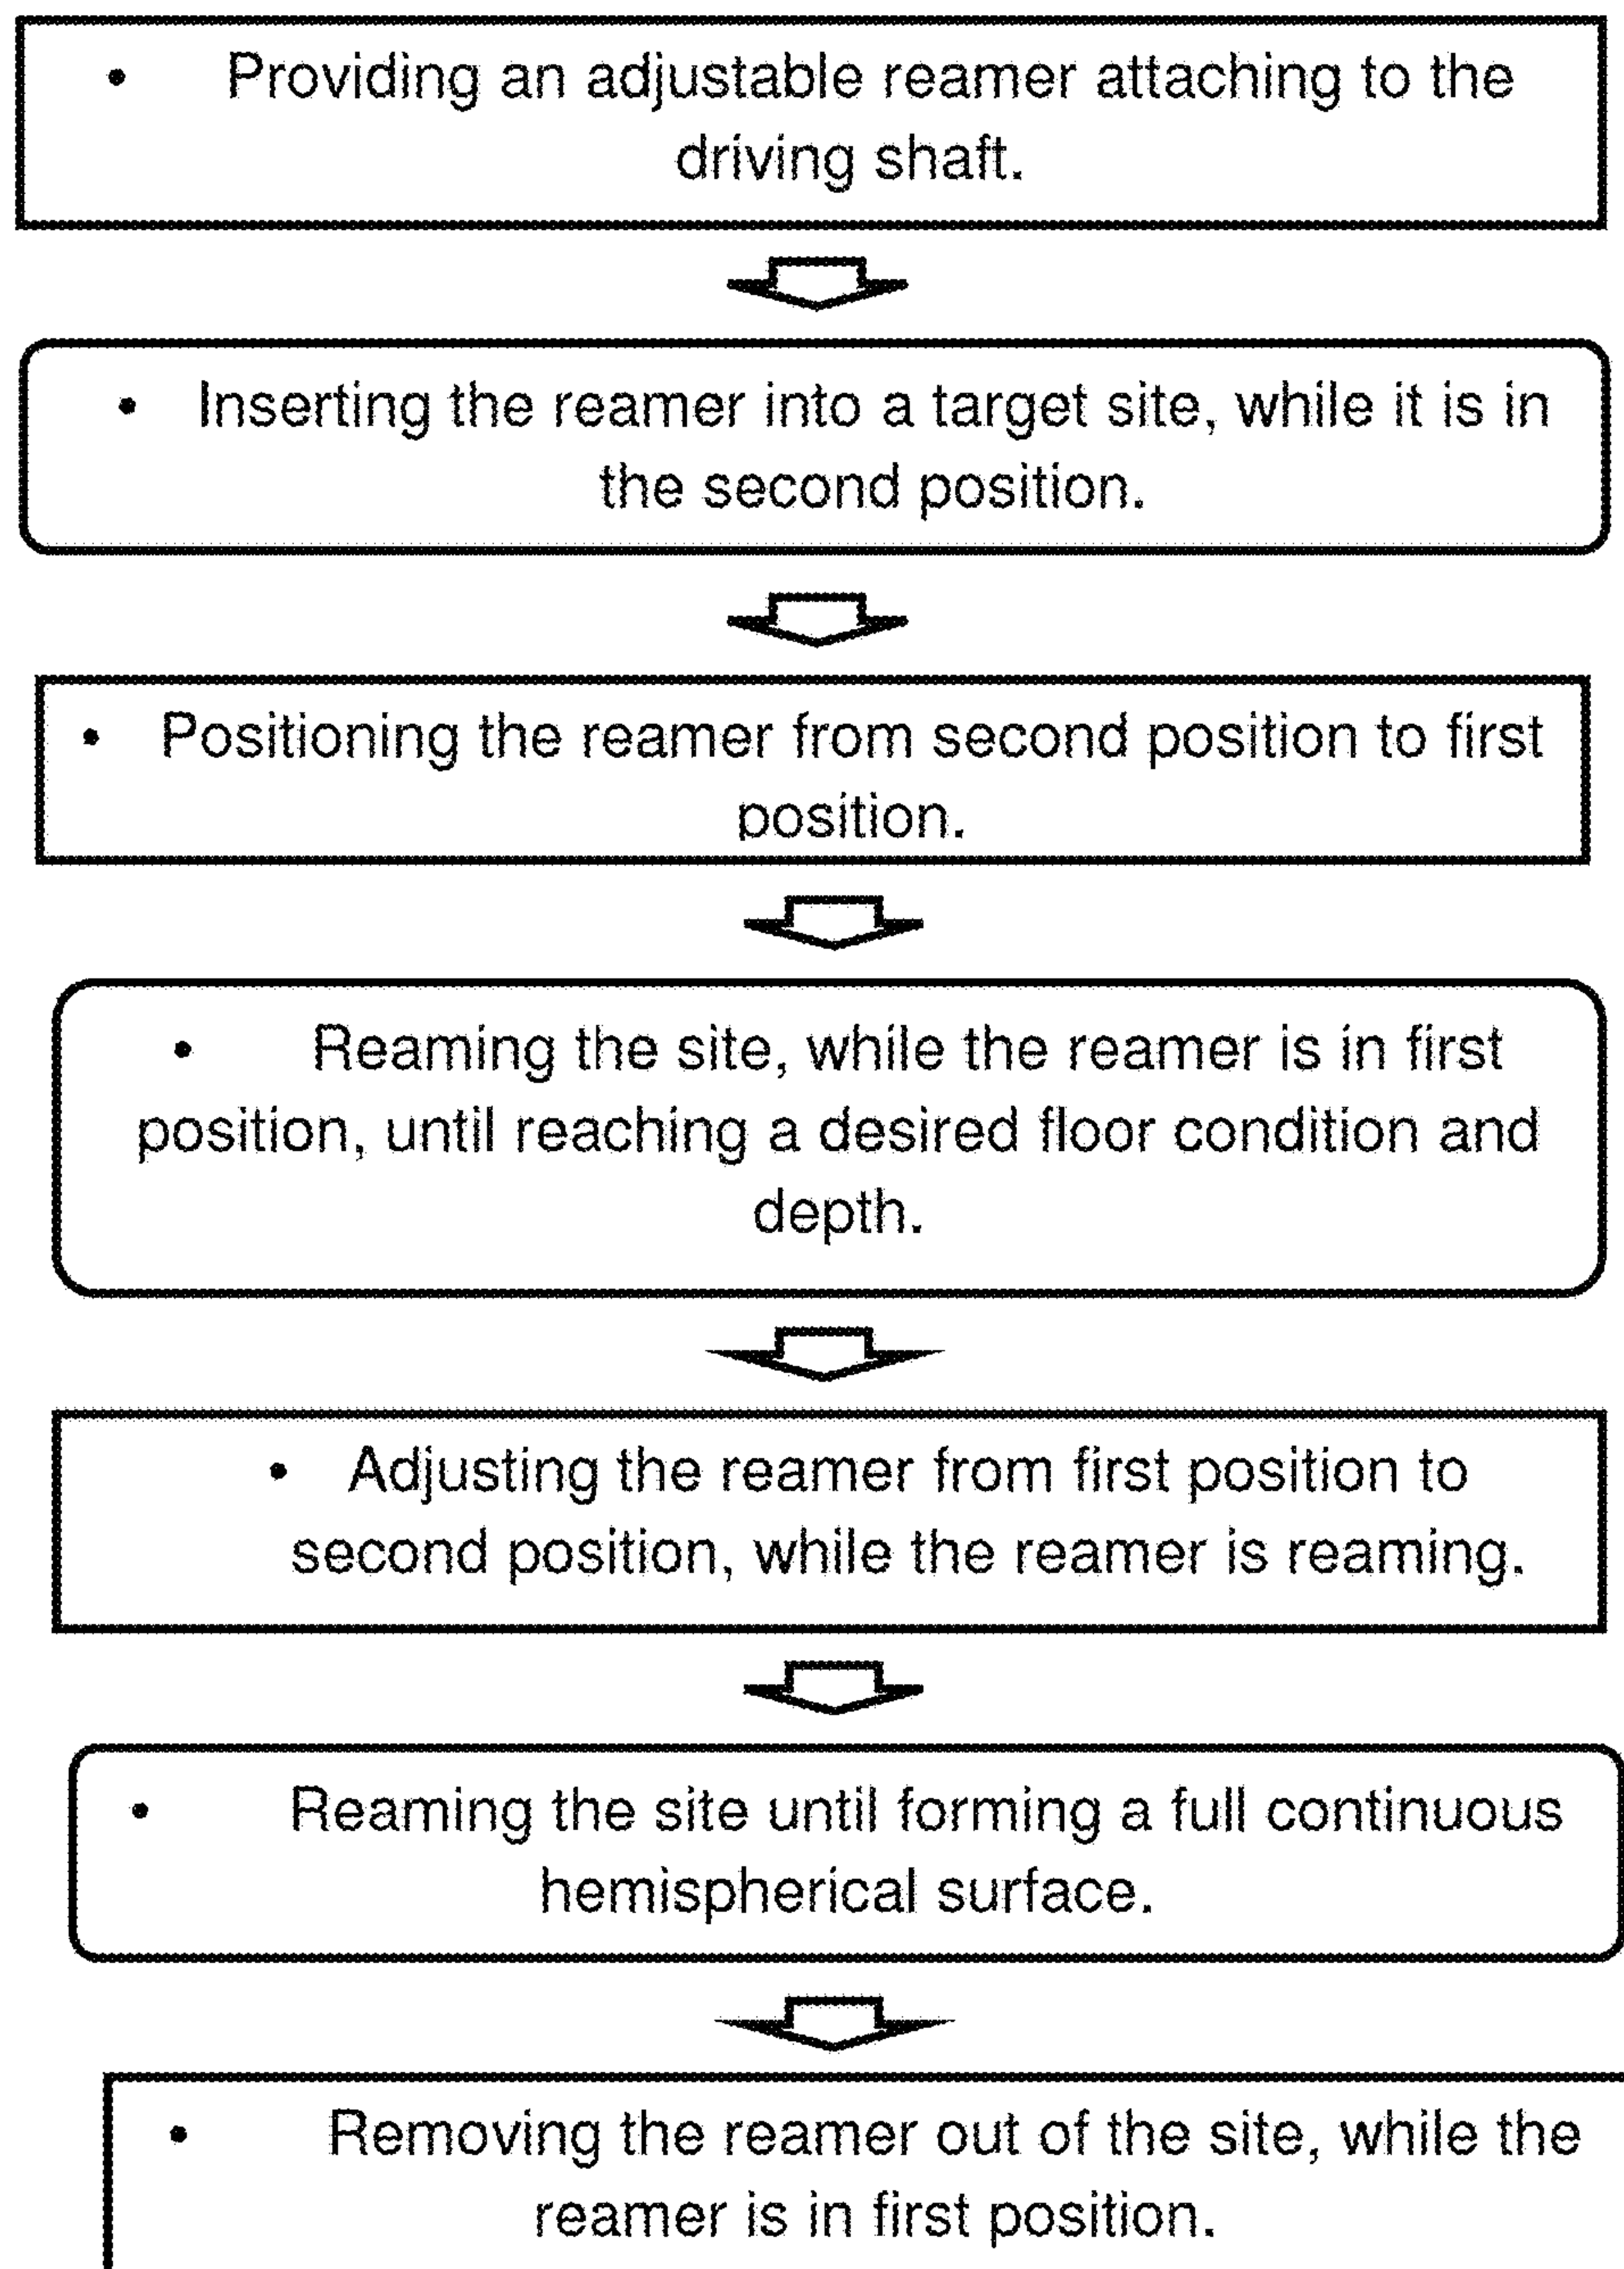 • Providing an adjustable reamer attaching to the
driving shaft.
• Inserting the reamer into a target site, while it is in
the second position.
• Positioning the reamer from second position to first
position.
• Reaming the site, while the reamer is in first
position, until reaching a desired floor condition and
depth.
• Adjusting the reamer from first position to
second position, while the reamer is reaming.
• Reaming the site until forming a full continuous
hemispherical surface.
• Removing the reamer out of the site, while the
reamer is in first position.